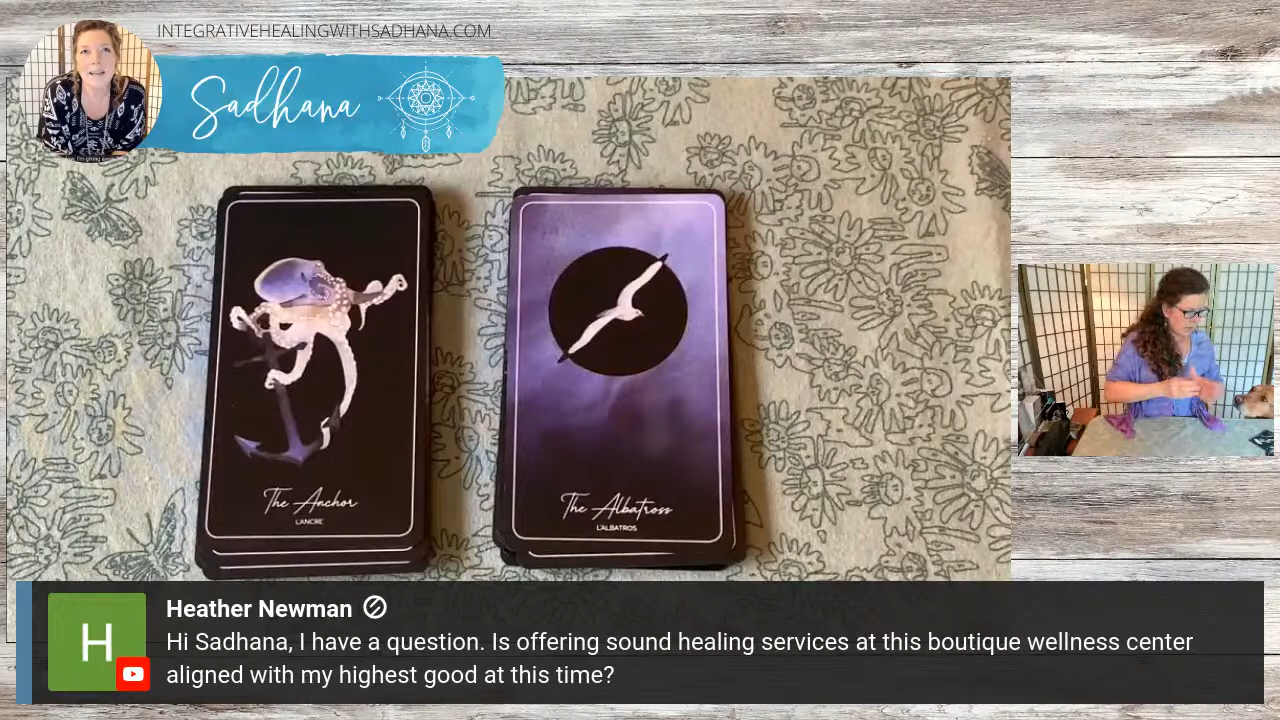 INTEGRATIVEHEALINGWITHSADHANA.COM
Sadhana
The Anchor
L'ANCRE
The Albatross
L'ALBATROS
Heather Newman
H
Hi Sadhana, I have a question. Is offering sound healing services at this boutique wellness center
aligned with my highest good at this time?